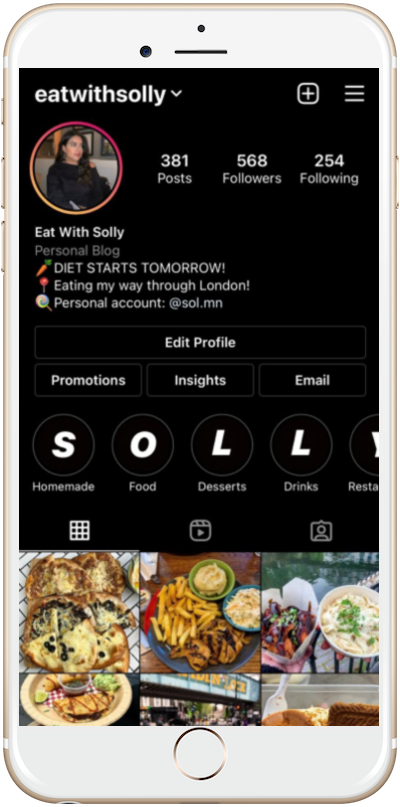 eatwithsolly
381 568 254
Posts Followers Following
Eat With Solly
Personal Blog
🥕DIET STARTS TOMORROW!
📍Eating my way through London!
🍭Personal account: @sol.mn
Edit Profile
Promotions Insights Email
S O L L Y
Homemade Food Desserts Drinks Resta